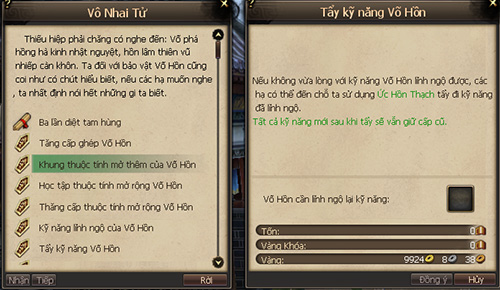 Vô Nhai Tử
Thiếu hiệp phải chăng có nghe đến: Võ phá
hồng hà kinh nhật nguyệt, hồn lâm thiên vũ
nhiếp càn khôn. Ta đối với bảo vật Võ Hồn cũng
coi như có chút hiểu biết, nếu các hạ muốn nghe
, ta nhất định nói hết những gì ta biết.
Ba lần diệt tam hùng
Tăng cấp ghép Võ Hồn
Khung thuộc tính mở thêm của Võ Hồn
Học tập thuộc tính mở rộng Võ Hồn
Thăng cấp thuộc tính mở rộng Võ Hồn
Kỹ năng lĩnh ngộ của Võ Hồn
Tẩy kỹ năng Võ Hồn
Nhận Tiếp Rời
Tẩy kỹ năng Võ Hồn
Nếu không vừa lòng với kỹ năng Võ Hồn lĩnh ngộ được, các
hạ có thể đến chỗ ta sử dụng Ức Hồn Thạch tẩy đi kỹ năng
đã lĩnh ngộ.
Tất cả kỹ năng mới sau khi tẩy sẽ vẫn giữ cấp cũ.
Võ Hồn cần lĩnh ngộ lại kỹ năng:
Tốn: 0
Vàng Khóa: 0
Vàng: 9924 8 38
Đồng ý Hủy